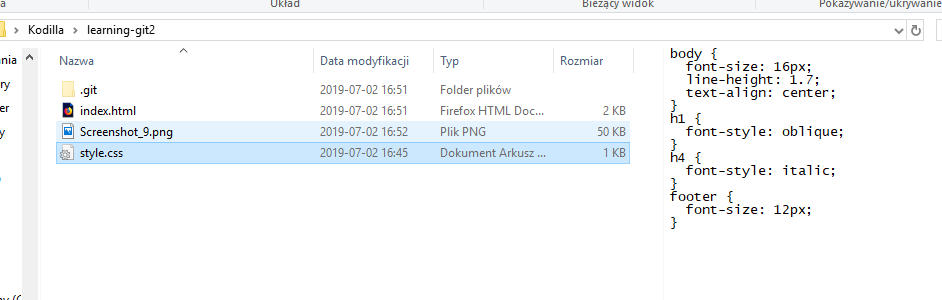 Układ
Bieżący widok
Pokazywanie/ukrywanie
Kodilla
learning-git2
Nazwa
Data modyfikacji
Typ
Rozmiar
.git
2019-07-02 16:51
Folder plików
index.html
2019-07-02 16:51
Firefox HTML Doc...
2 KB
Screenshot_9.png
2019-07-02 16:52
Plik PNG
50 KB
style.css
2019-07-02 16:45
Dokument Arkusz ...
1 KB
body {
font-size: 16px;
line-height: 1.7;
text-align: center;
}
h1 {
font-style: oblique;
}
h4 {
font-style: italic;
}
footer {
font-size: 12px;
}